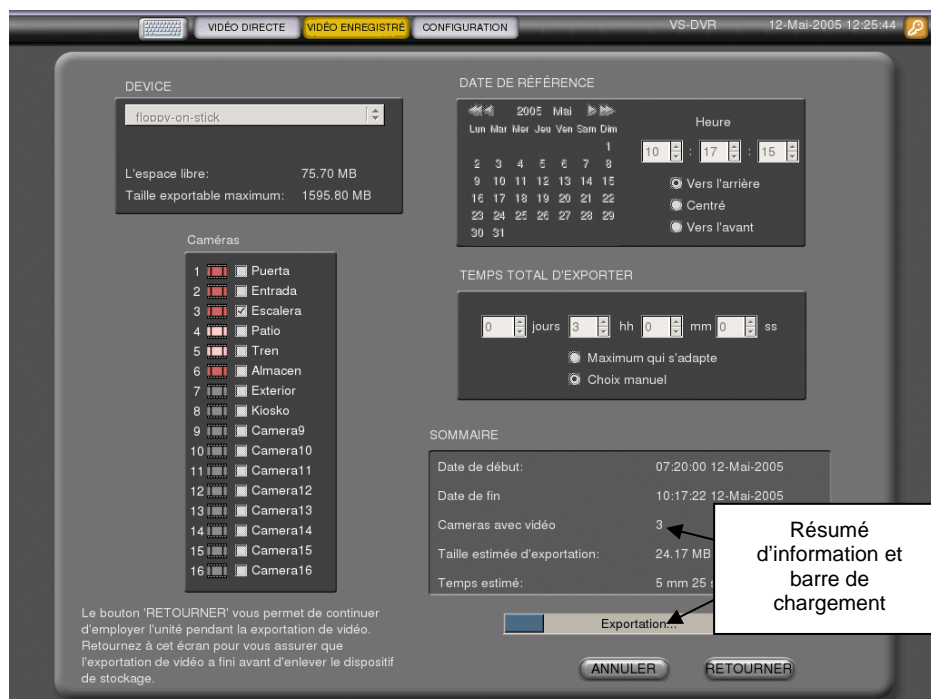 VIDÉO DIRECTE VIDÉO ENREGISTRÉ CONFIGURATION VS-DVR 12-Mai-2005 12:25:44
DEVICE
floppy-on-stick
L'espace libre: 75.70 MB
Taille exportable maximum: 1595.80 MB
Caméras
1 Puerta
2 Entrada
3 Escalera
4 Patio
5 Tren
6 Almacen
7 Exterior
8 Kiosko
9 Camera9
10 Camera10
11 Camera11
12 Camera12
13 Camera13
14 Camera14
15 Camera15
16 Camera16
Le bouton 'RETOURNER' vous permet de continuer
d'employer l'unité pendant la exportation de vidéo.
Retournez à cet écran pour vous assurer que
l'exportation de vidéo a fini avant d'enlever le dispositif
de stockage.
DATE DE RÉFÉRENCE
2005 Mai
Lun Mar Mer Jeu Ven Sam Dim
1
2 3 4 5 6 7 8
9 10 11 12 13 14 15
16 17 18 19 20 21 22
23 24 25 26 27 28 29
30 31
Heure
10 : 17 : 15
Vers l'arrière
Centré
Vers l'avant
TEMPS TOTAL D'EXPORTER
0 jours 3 hh 0 mm 0 ss
Maximum qui s'adapte
Choix manuel
SOMMAIRE
Date de début: 07:20:00 12-Mai-2005
Date de fin 10:17:22 12-Mai-2005
Cameras avec vidéo 3
Taille estimée d'exportation: 24.17 MB
Temps estimé: 5 mm 25 s
Exportation...
ANNULER RETOURNER
Résumé
d'information et
barre de
chargement